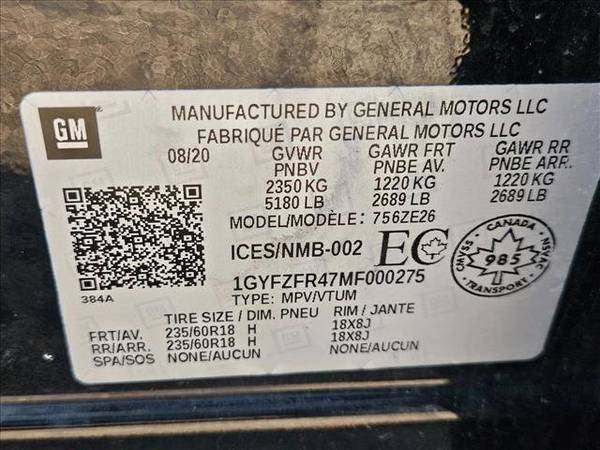 GM
MANUFACTURED BY GENERAL MOTORS LLC
FABRIQUÉ PAR GENERAL MOTORS LLC
08/20 GVWR GAWR FRT GAWR RR
PNBV PNBE AV. PNBE ARR.
2350 KG 1220 KG 1220 KG
5180 LB 2689 LB 2689 LB
MODEL/MODÈLE: 756ZE26
ICES/NMB-002 EC
CANADA
CMVSS NSVAC
985
TRANSPORT
384A
1GYFZFR47MF000275
TYPE: MPV/VTUM
TIRE SIZE / DIM. PNEU RIM / JANTE
FRT/AV. 235/60R18 H 18X8J
RR/ARR. 235/60R18 H 18X8J
SPA/SOS NONE/AUCUN NONE/AUCUN